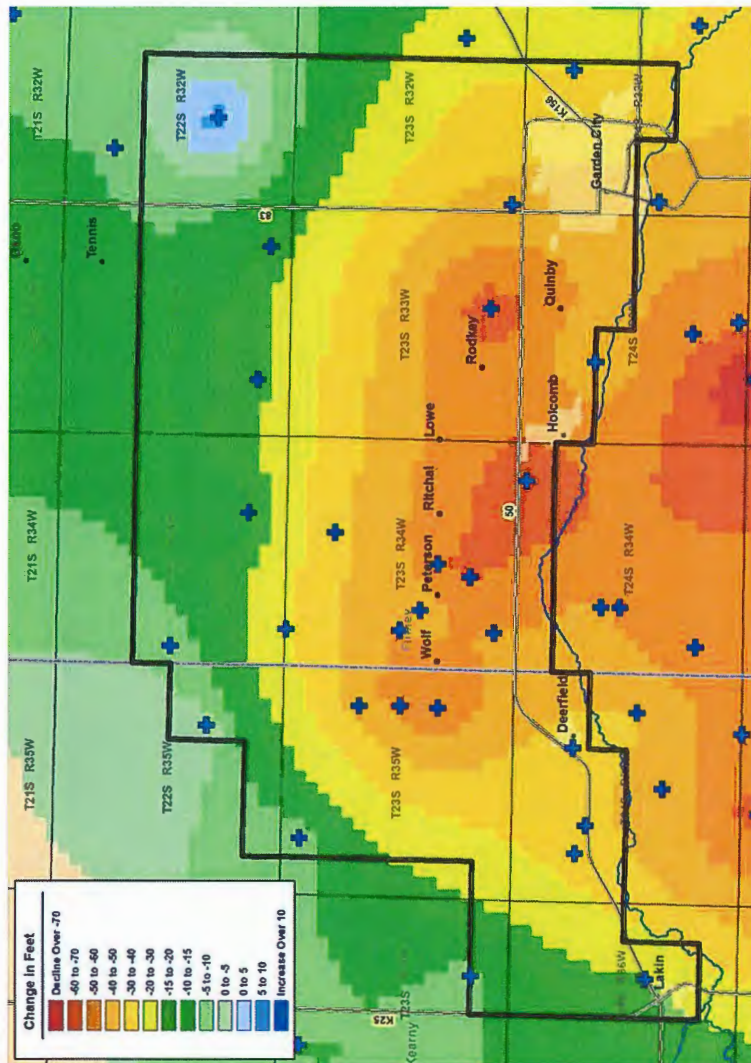 Change in Feet
Decline Over -70
-60 to -70
-50 to -60
-40 to -50
-30 to -40
-20 to -30
-15 to -20
-10 to -15
-5 to -10
0 to -5
0 to 5
5 to 10
Increase Over 10
T21S R35W
T21S R34W
T21S R32W
Tennis
T22S R35W
T22S R32W
83
K25
Kearny
T23S
T23S R35W
T23S R34W
T23S R33W
T23S R32W
Finney
Wolf
Peterson
Ritchal
Lowe
Rodkey
50
K156
Deerfield
Holcomb
Quinby
Garden City
Lakin
R36W
T24S R34W
T24S
R32W